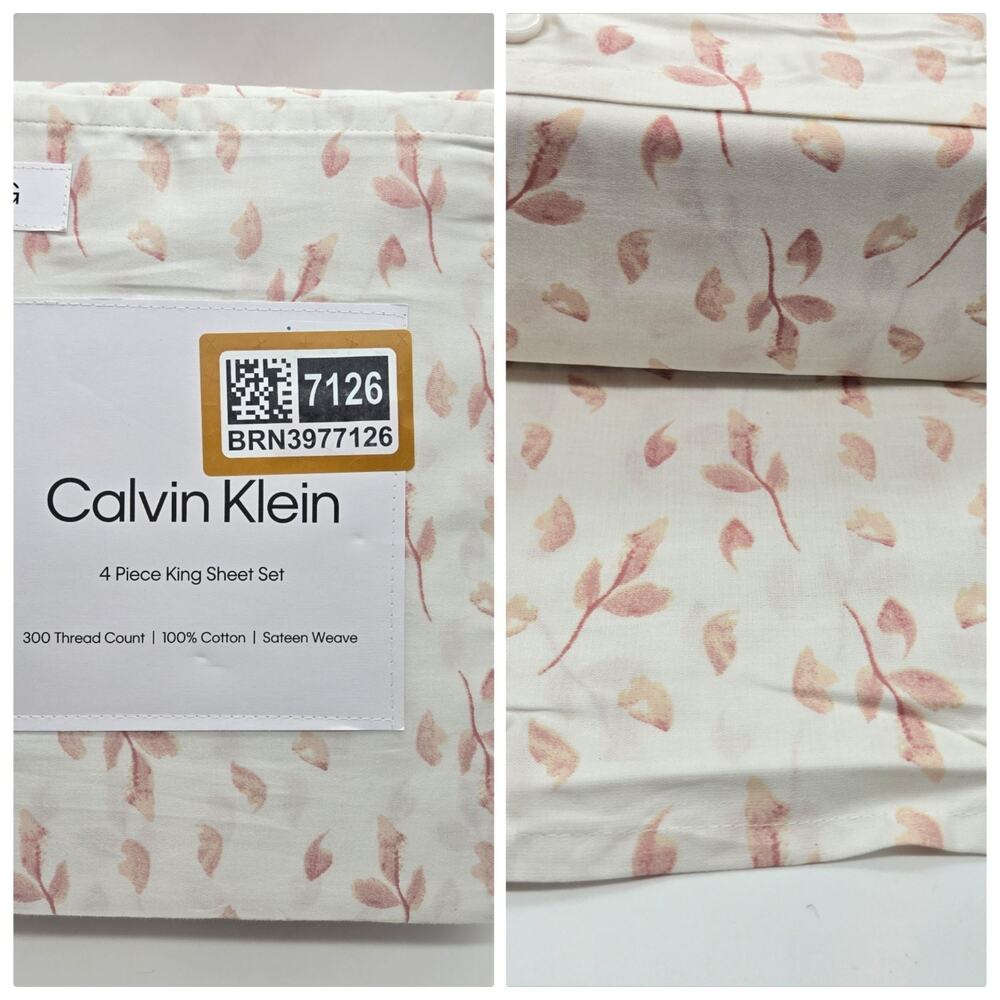 G
7126
BRN3977126
Calvin Klein
4 Piece King Sheet Set
300 Thread Count | 100% Cotton | Sateen Weave